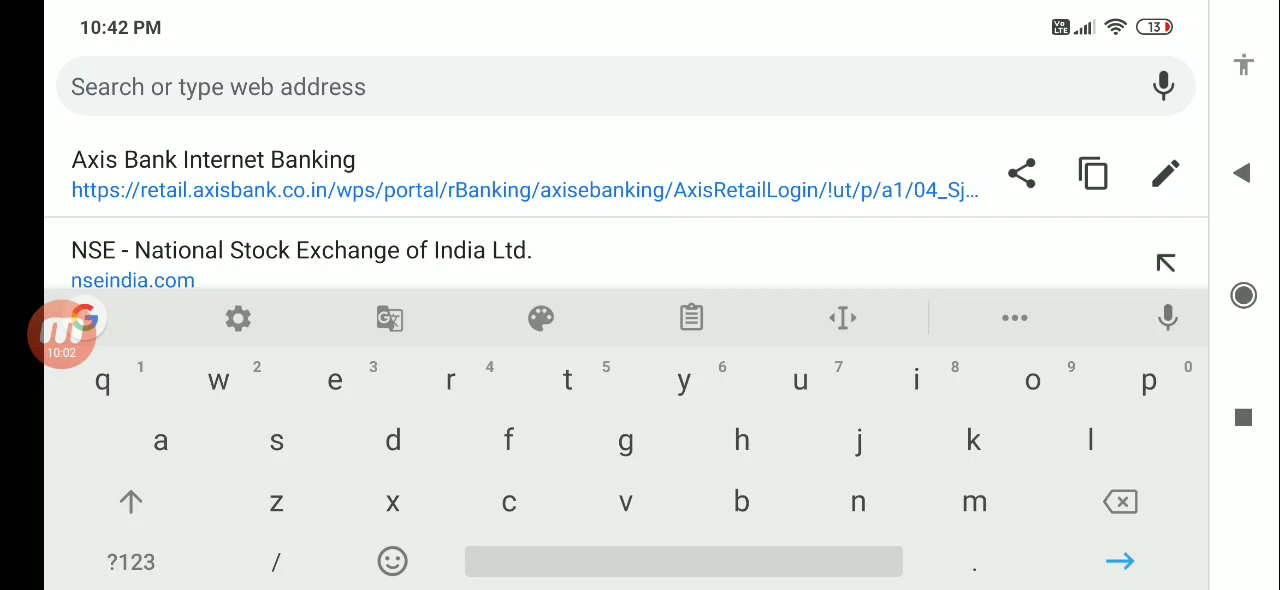 10:42 PM
Vo LTE
13
Search or type web address
Axis Bank Internet Banking
https://retail.axisbank.co.in/wps/portal/rBanking/axisebanking/AxisRetailLogin/!ut/p/a1/04_Sj...
NSE - National Stock Exchange of India Ltd.
nseindia.com
10:02
q 1 w 2 e 3 r 4 t 5 y 6 u 7 i 8 o 9 p 0
a s d f g h j k l
z x c v b n m
?123 / .